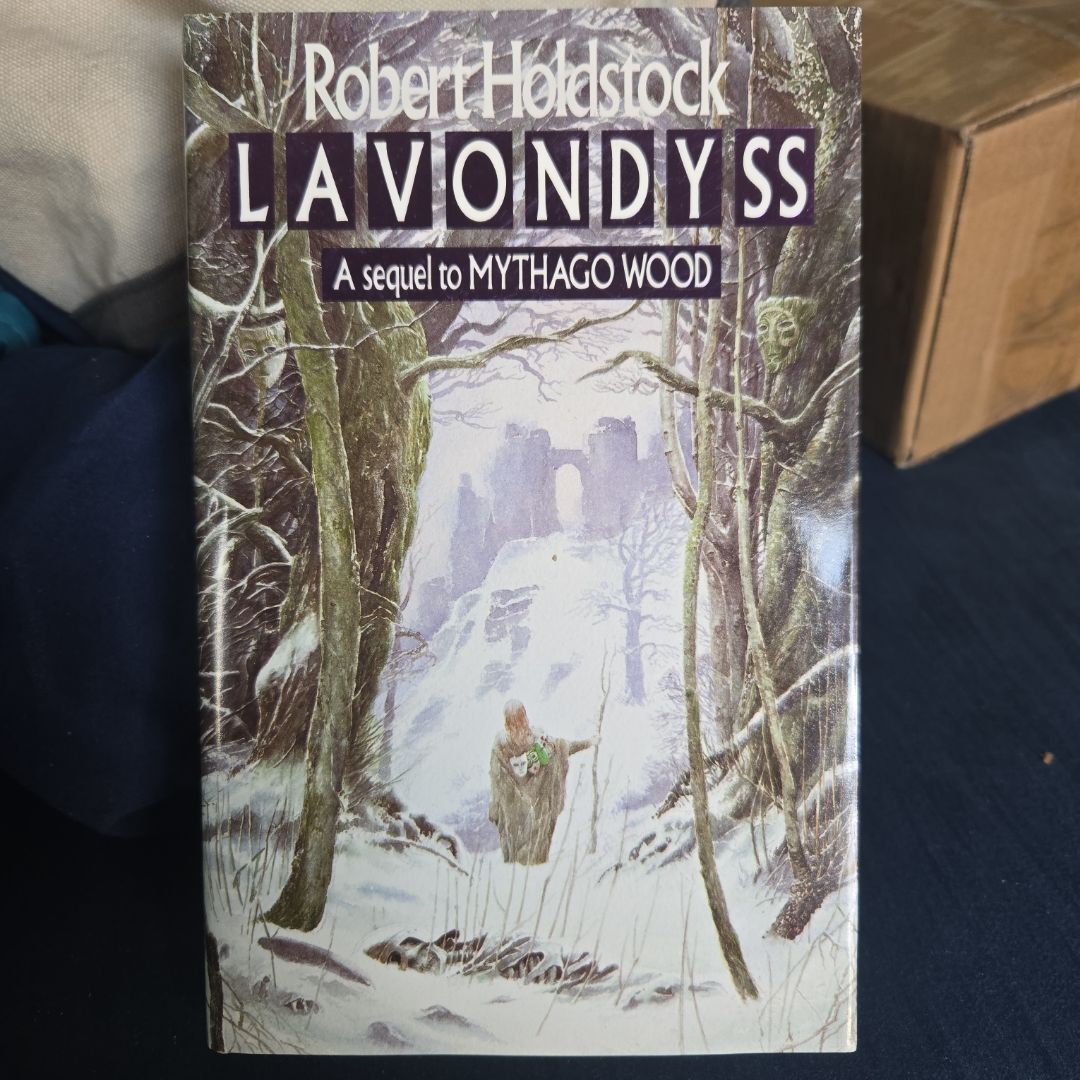 Robert Holdstock
LAVONDYSS
A sequel to MYTHAGO WOOD